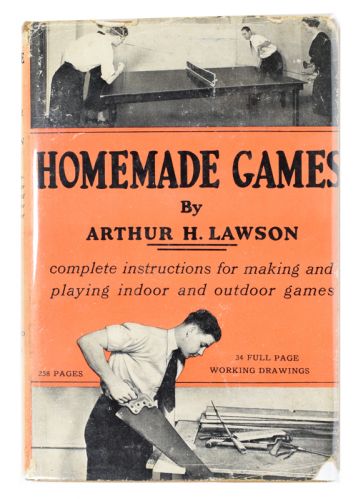 HOMEMADE GAMES
By
ARTHUR H. LAWSON
complete instructions for making and
playing indoor and outdoor games
258 PAGES
34 FULL PAGE
WORKING DRAWINGS